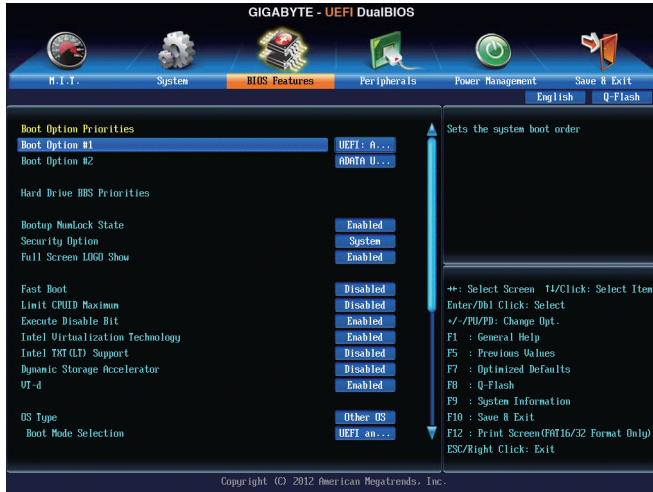 GIGABYTE - UEFI DualBIOS
M.I.T. System BIOS Features Peripherals Power Management Save & Exit
English Q-Flash
Boot Option Priorities
Boot Option #1 UEFI: A...
Boot Option #2 ADATA U...
Hard Drive BBS Priorities
Bootup NumLock State Enabled
Security Option System
Full Screen LOGO Show Enabled
Fast Boot Disabled
Limit CPUID Maximum Disabled
Execute Disable Bit Enabled
Intel Virtualization Technology Enabled
Intel TXT(LT) Support Disabled
Dynamic Storage Accelerator Disabled
VT-d Enabled
OS Type Other OS
Boot Mode Selection UEFI an...
Sets the system boot order
→←: Select Screen ↑↓/Click: Select Item
Enter/Dbl Click: Select
+/-/PU/PD: Change Opt.
F1 : General Help
F5 : Previous Values
F7 : Optimized Defaults
F8 : Q-Flash
F9 : System Information
F10 : Save & Exit
F12 : Print Screen(FAT16/32 Format Only)
ESC/Right Click: Exit
Copyright (C) 2012 American Megatrends, Inc.